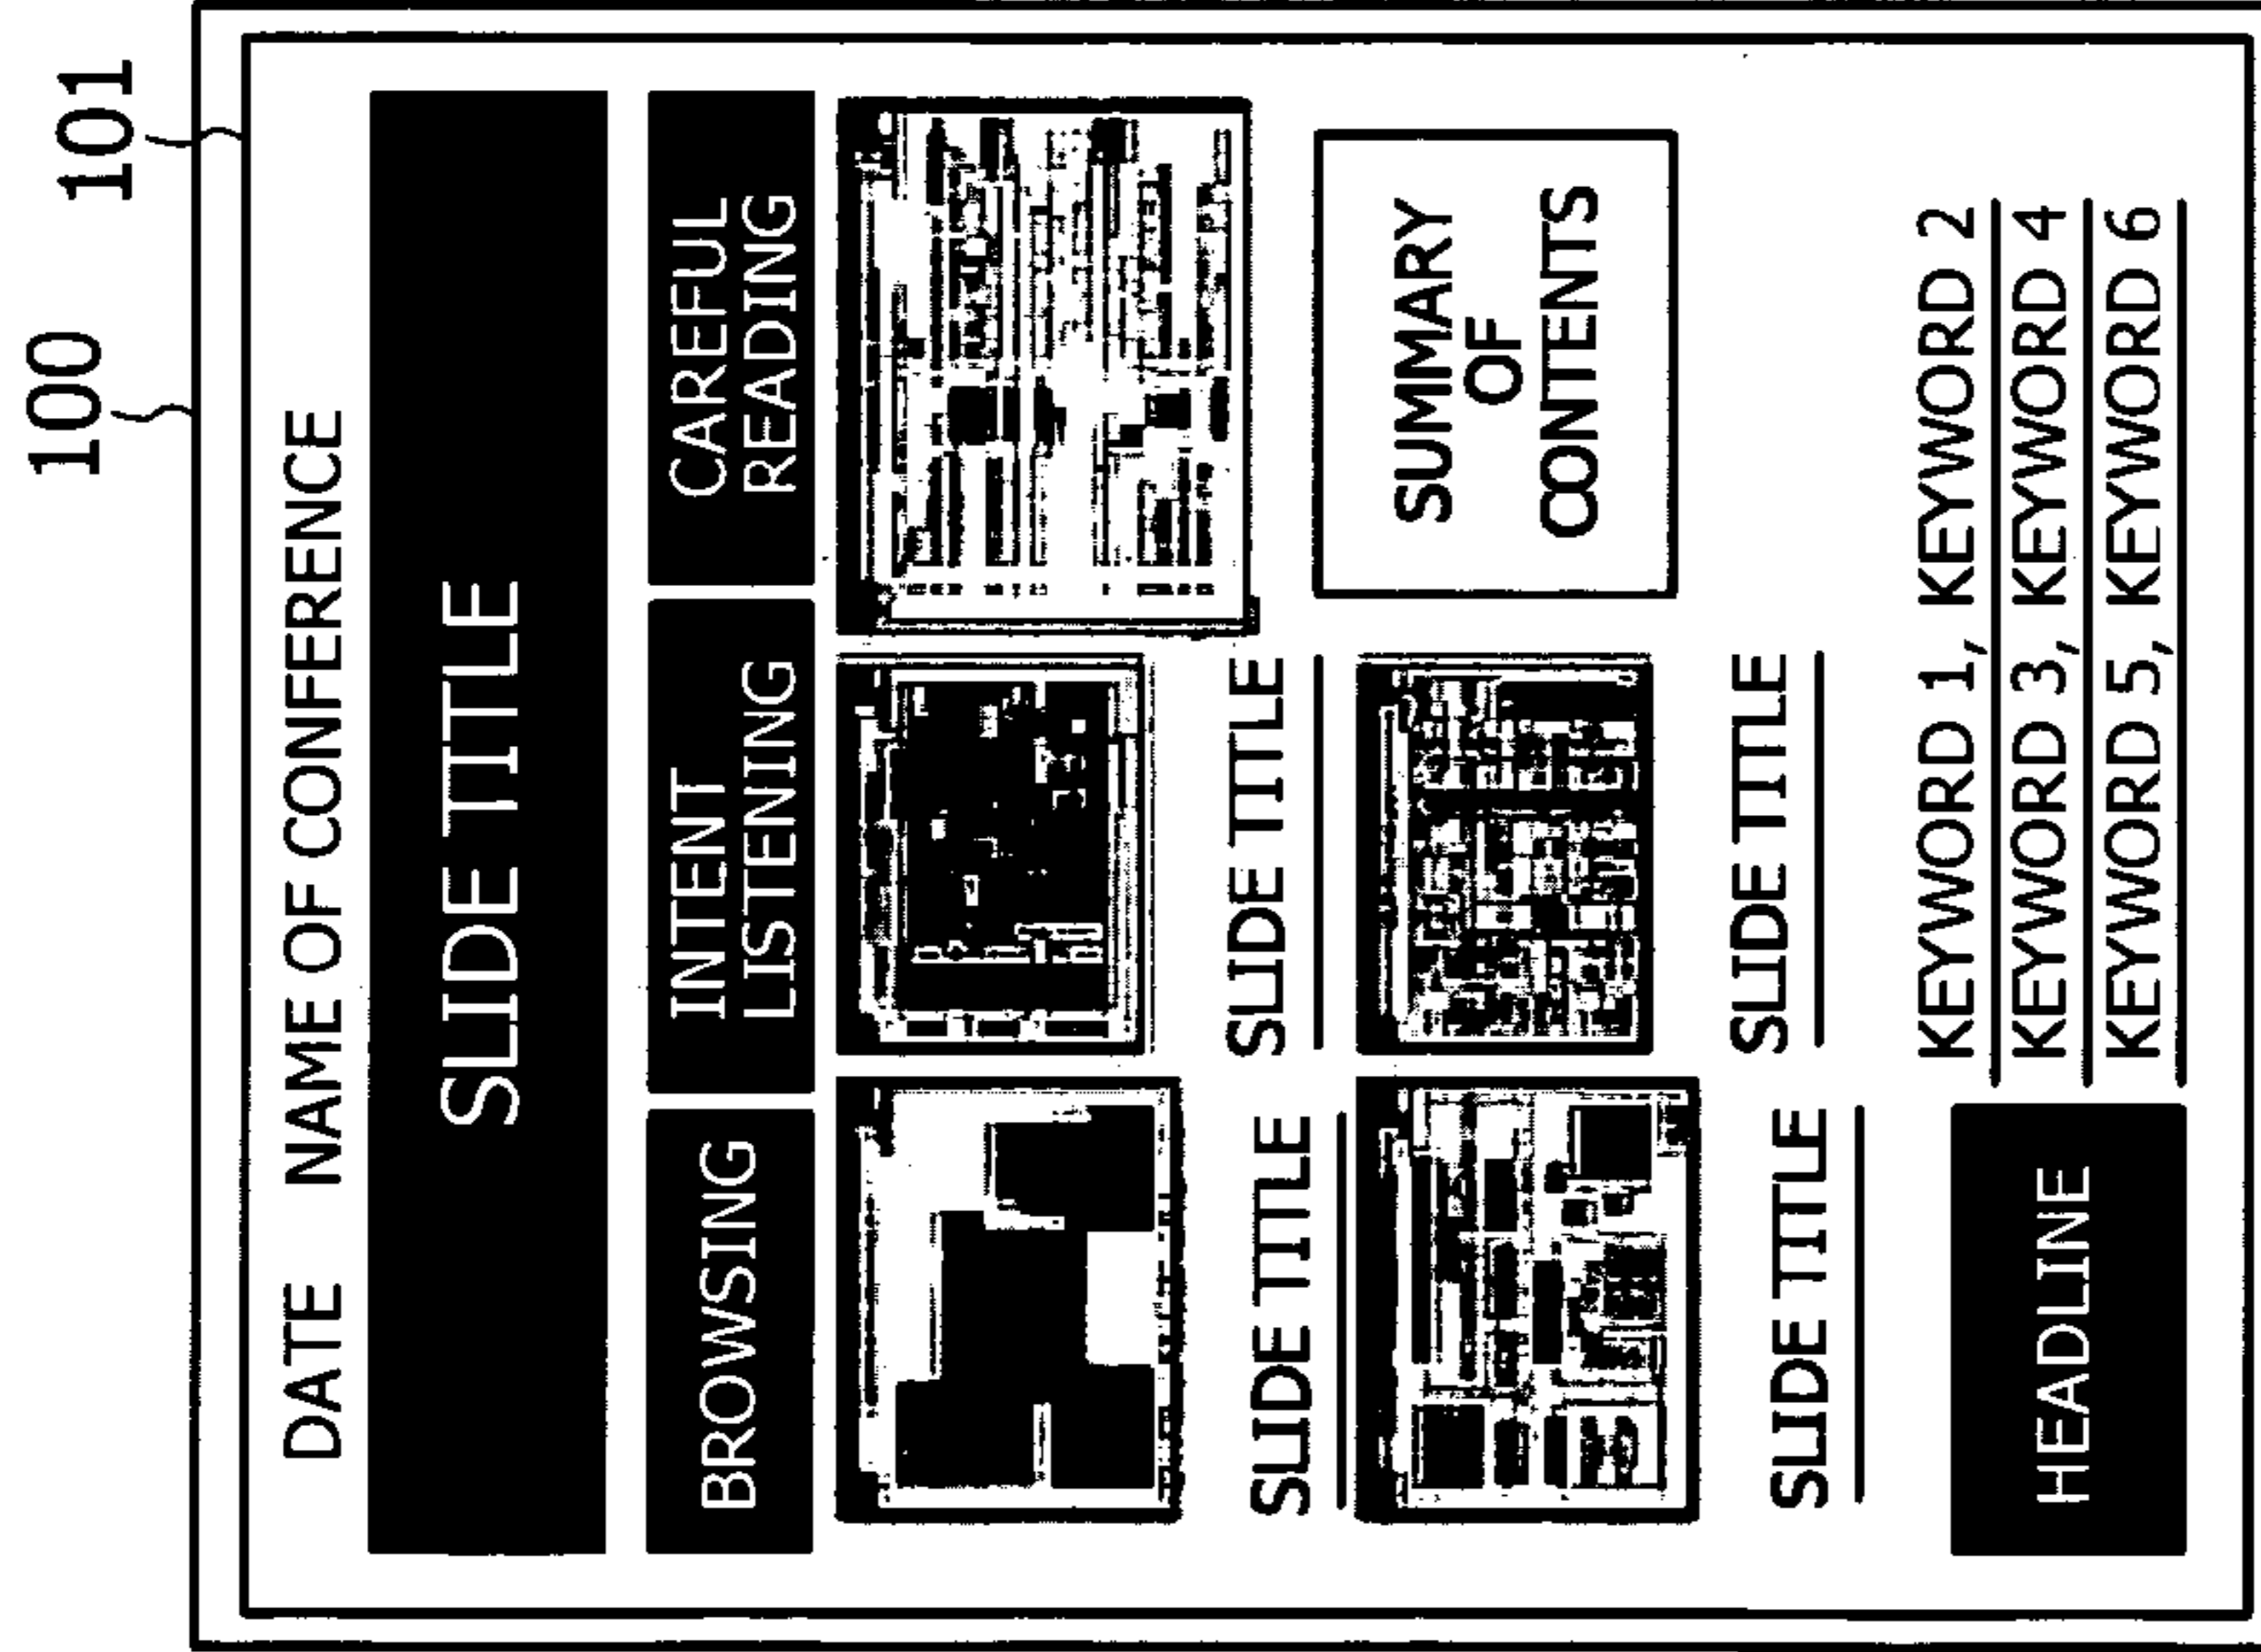 100
101
DATE NAME OF CONFERENCE
SLIDE TITLE
BROWSING
INTENT
LISTENING
CAREFUL
READING
SLIDE TITLE
SLIDE TITLE
SUMMARY
OF
CONTENTS
SLIDE TITLE
SLIDE TITLE
HEADLINE
KEYWORD 1, KEYWORD 2
KEYWORD 3, KEYWORD 4
KEYWORD 5, KEYWORD 6